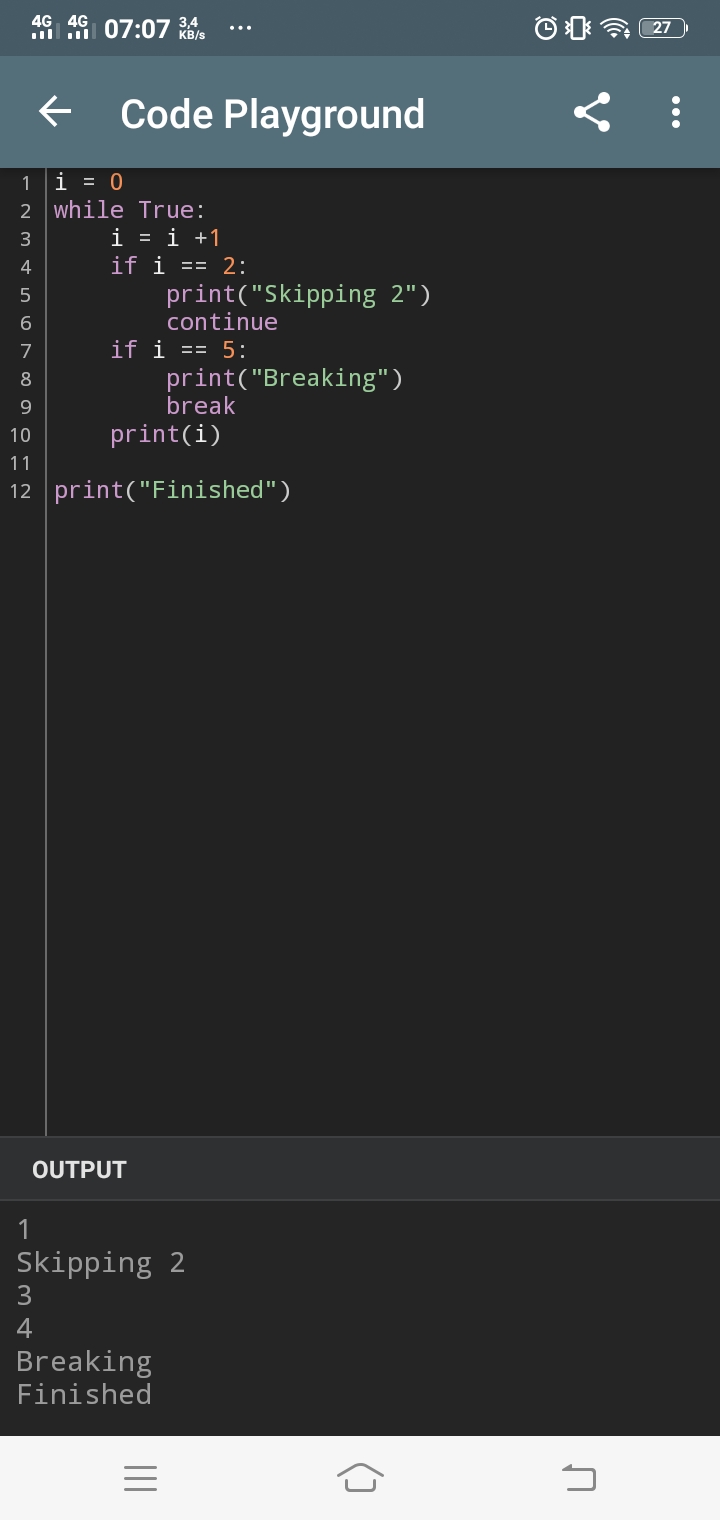 4G 4G 07:07 3,4 KB/s ... 27
Code Playground
1 i = 0
2 while True:
3     i = i +1
4     if i == 2:
5         print("Skipping 2")
6         continue
7     if i == 5:
8         print("Breaking")
9         break
10     print(i)
11
12 print("Finished")
OUTPUT
1
Skipping 2
3
4
Breaking
Finished